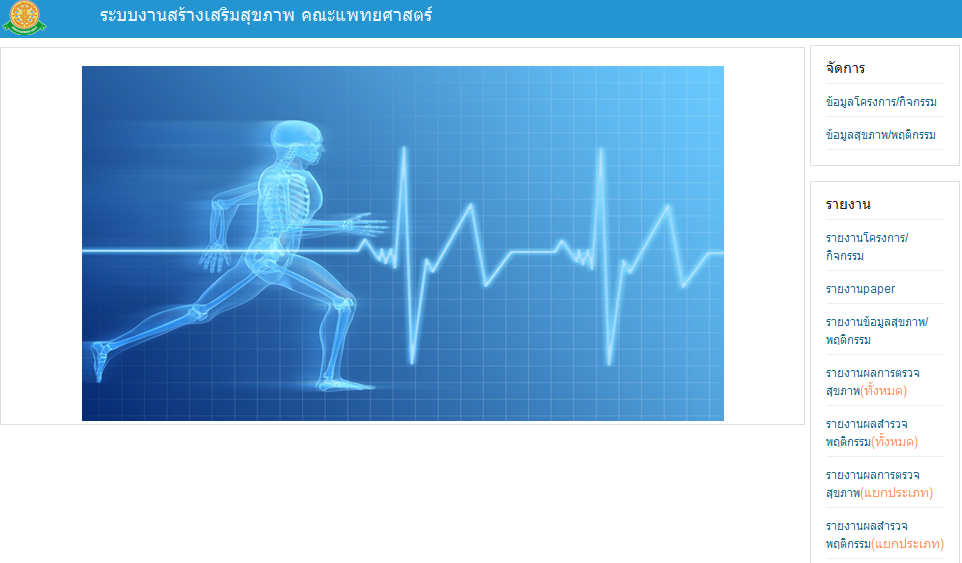 ระบบงานสร้างเสริมสุขภาพ คณะแพทยศาสตร์
จัดการ
ข้อมูลโครงการ/กิจกรรม
ข้อมูลสุขภาพ/พฤติกรรม
รายงาน
รายงานโครงการ/
กิจกรรม
รายงานpaper
รายงานข้อมูลสุขภาพ/
พฤติกรรม
รายงานผลการตรวจ
สุขภาพ(ทั้งหมด)
รายงานผลสำรวจ
พฤติกรรม(ทั้งหมด)
รายงานผลการตรวจ
สุขภาพ(แยกประเภท)
รายงานผลสำรวจ
พฤติกรรม(แยกประเภท)